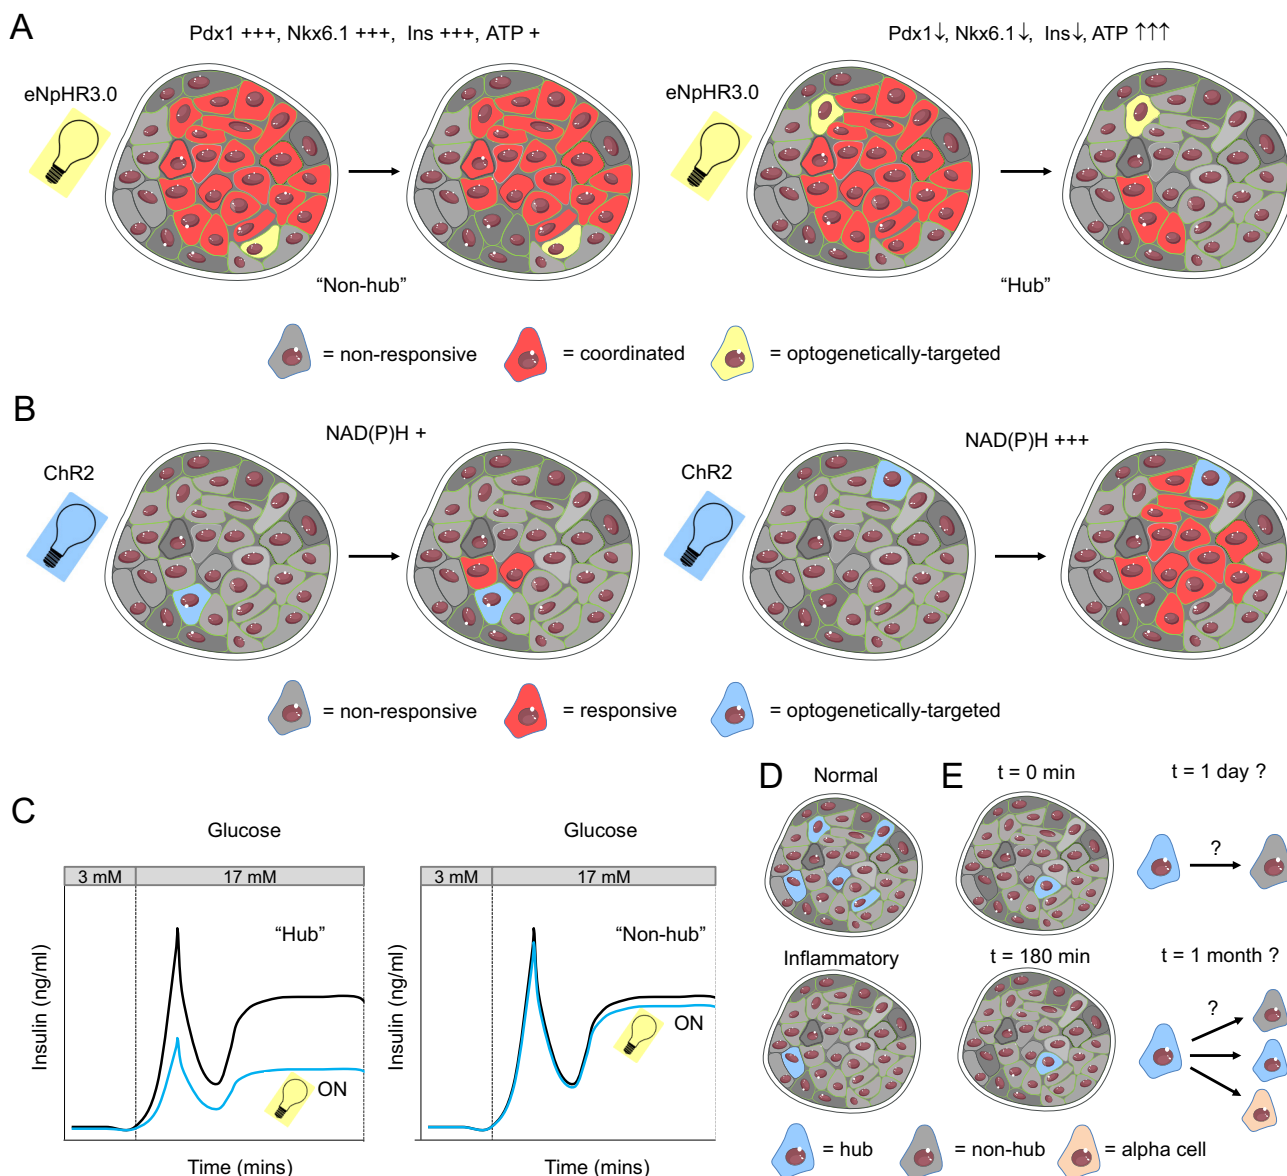 A
Pdx1 +++, Nkx6.1 +++, Ins +++, ATP +
Pdx1↓, Nkx6.1↓, Ins↓, ATP ↑↑↑
eNpHR3.0
eNpHR3.0
“Non-hub”
“Hub”
= non-responsive
= coordinated
= optogenetically-targeted
B
NAD(P)H +
NAD(P)H +++
ChR2
ChR2
= non-responsive
= responsive
= optogenetically-targeted
C
Glucose
Glucose
3 mM
17 mM
3 mM
17 mM
“Hub”
“Non-hub”
ON
ON
Insulin (ng/ml)
Insulin (ng/ml)
Time (mins)
Time (mins)
D
Normal
Inflammatory
E
t = 0 min
t = 1 day ?
?
t = 180 min
t = 1 month ?
?
= hub
= non-hub
= alpha cell